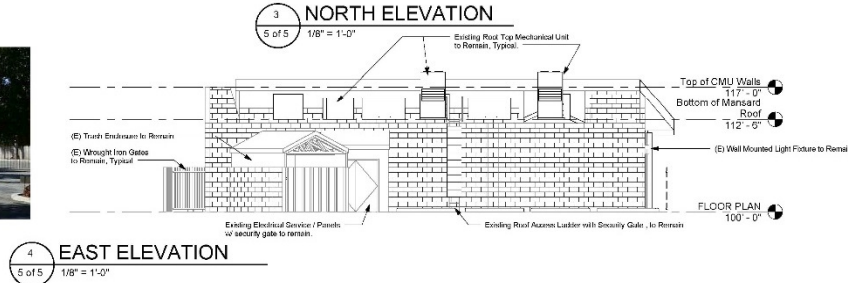 3
5 of 5
NORTH ELEVATION
1/8" = 1'-0"
Existing Roof Top Mechanical Unit
to Remain, Typical.
Top of CMU Walls
117' - 0"
Bottom of Mansard
Roof
112' - 6"
(E) Trash Enclosure to Remain
(E) Wrought Iron Gates
to Remain, Typical
(E) Wall Mounted Light Fixture to Remai
FLOOR PLAN
100' - 0"
Existing Electrical Service / Panels
w/ security gate to remain.
Existing Roof Access Ladder with Security Gate , to Remain
4
5 of 5
EAST ELEVATION
1/8" = 1'-0"